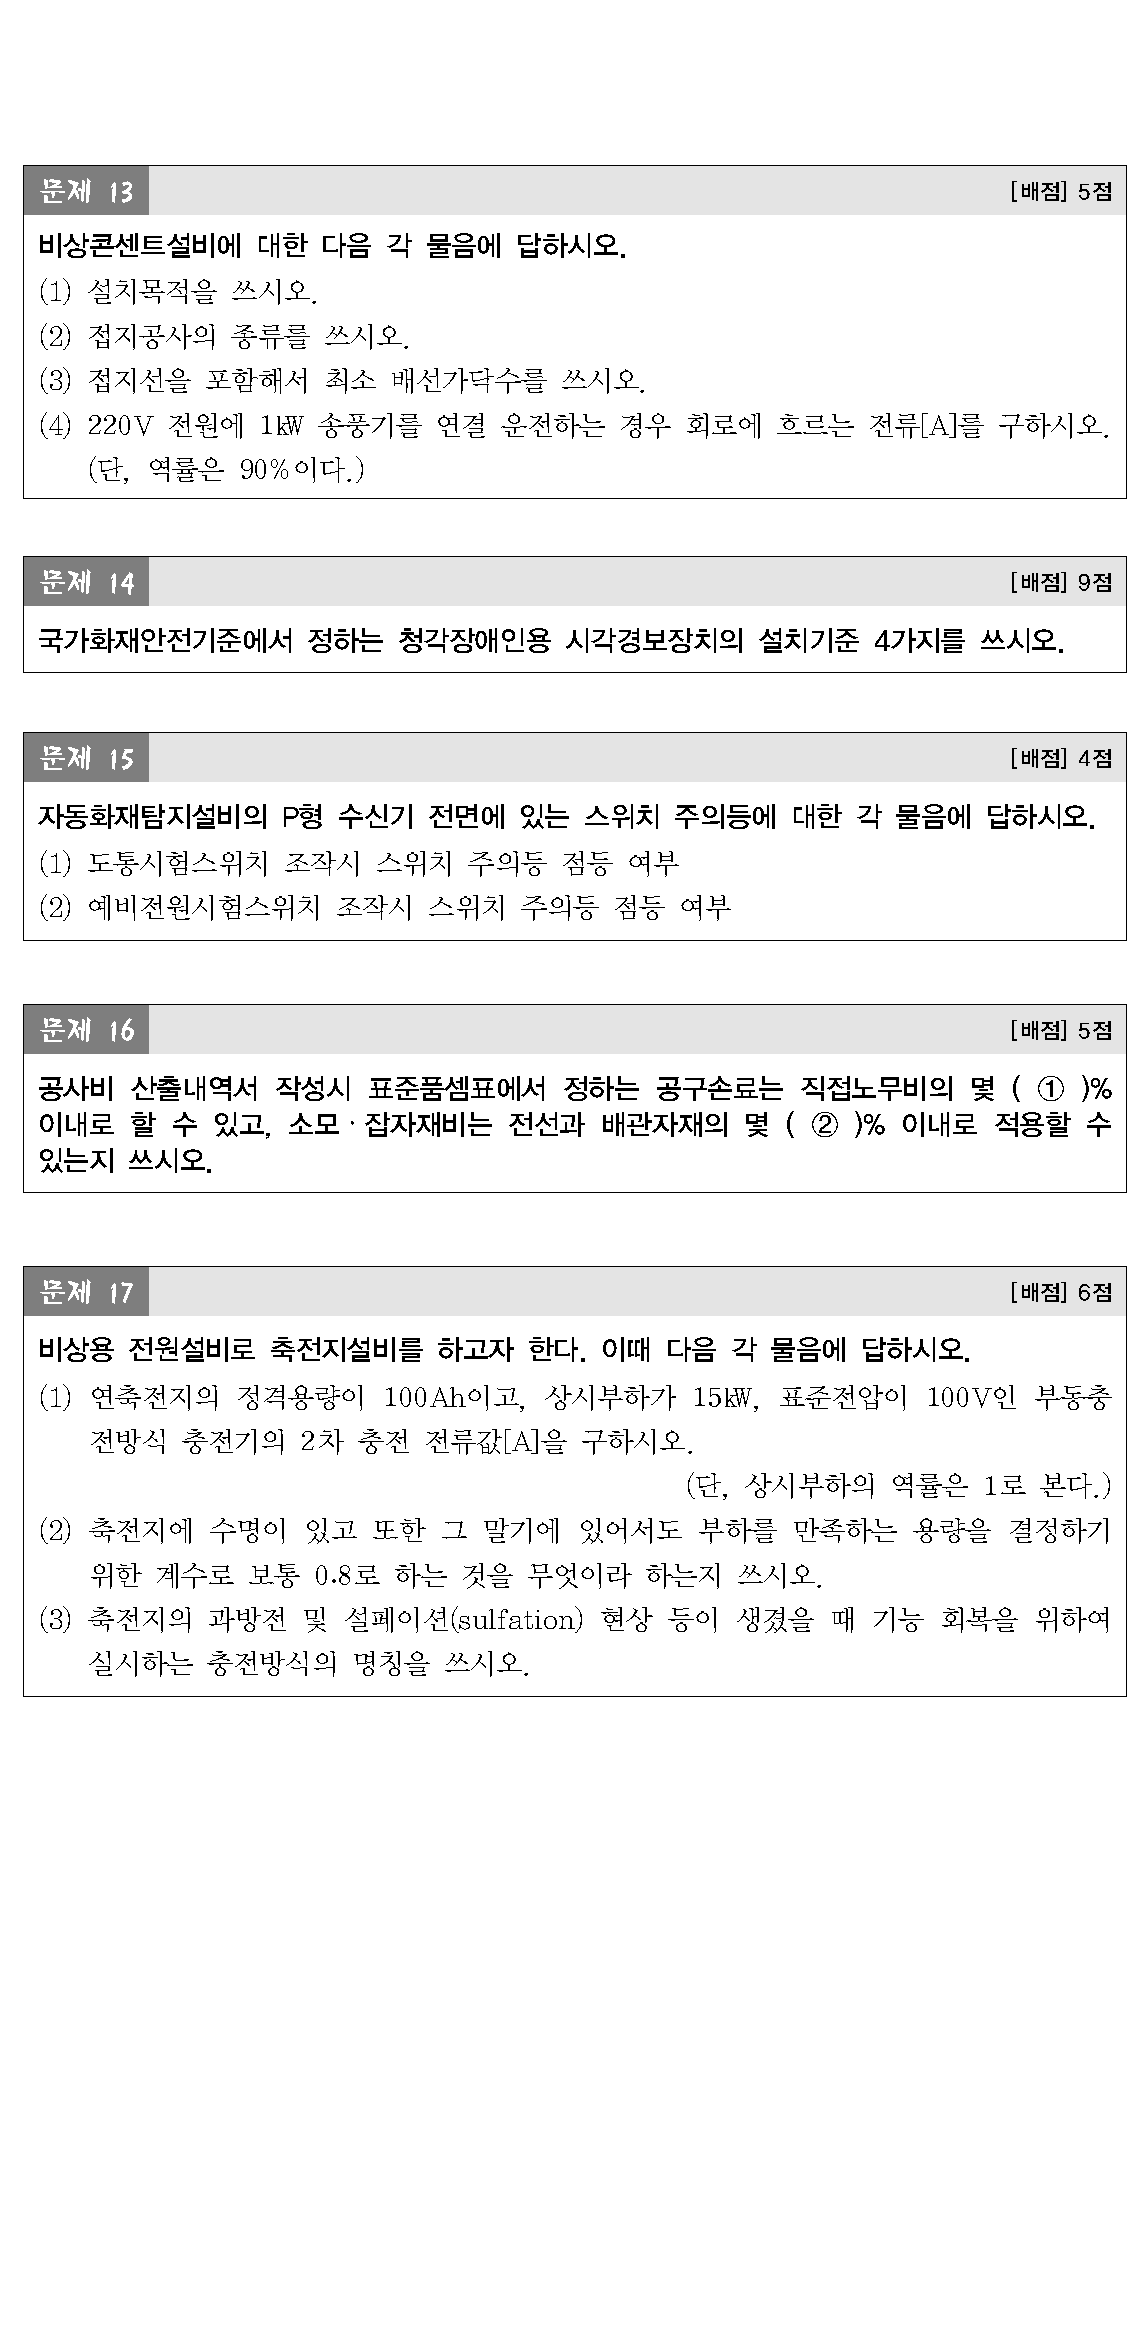 문제 13
[배점] 5점
비상콘센트설비에 대한 다음 각 물음에 답하시오.
(1) 설치목적을 쓰시오.
(2) 접지공사의 종류를 쓰시오.
(3) 접지선을 포함해서 최소 배선가닥수를 쓰시오.
(4) 220V 전원에 1㎾ 송풍기를 연결 운전하는 경우 회로에 흐르는 전류[A]를 구하시오.
(단, 역률은 90%이다.)
문제 14
[배점] 9점
국가화재안전기준에서 정하는 청각장애인용 시각경보장치의 설치기준 4가지를 쓰시오.
문제 15
[배점] 4점
자동화재탐지설비의 P형 수신기 전면에 있는 스위치 주의등에 대한 각 물음에 답하시오.
(1) 도통시험스위치 조작시 스위치 주의등 점등 여부
(2) 예비전원시험스위치 조작시 스위치 주의등 점등 여부
문제 16
[배점] 5점
공사비 산출내역서 작성시 표준품셈표에서 정하는 공구손료는 직접노무비의 몇 ( ① )%
이내로 할 수 있고, 소모·잡자재비는 전선과 배관자재의 몇 ( ② )% 이내로 적용할 수
있는지 쓰시오.
문제 17
[배점] 6점
비상용 전원설비로 축전지설비를 하고자 한다. 이때 다음 각 물음에 답하시오.
(1) 연축전지의 정격용량이 100Ah이고, 상시부하가 15㎾, 표준전압이 100V인 부동충
전방식 충전기의 2차 충전 전류값[A]을 구하시오.
(단, 상시부하의 역률은 1로 본다.)
(2) 축전지에 수명이 있고 또한 그 말기에 있어서도 부하를 만족하는 용량을 결정하기
위한 계수로 보통 0.8로 하는 것을 무엇이라 하는지 쓰시오.
(3) 축전지의 과방전 및 설페이션(sulfation) 현상 등이 생겼을 때 기능 회복을 위하여
실시하는 충전방식의 명칭을 쓰시오.